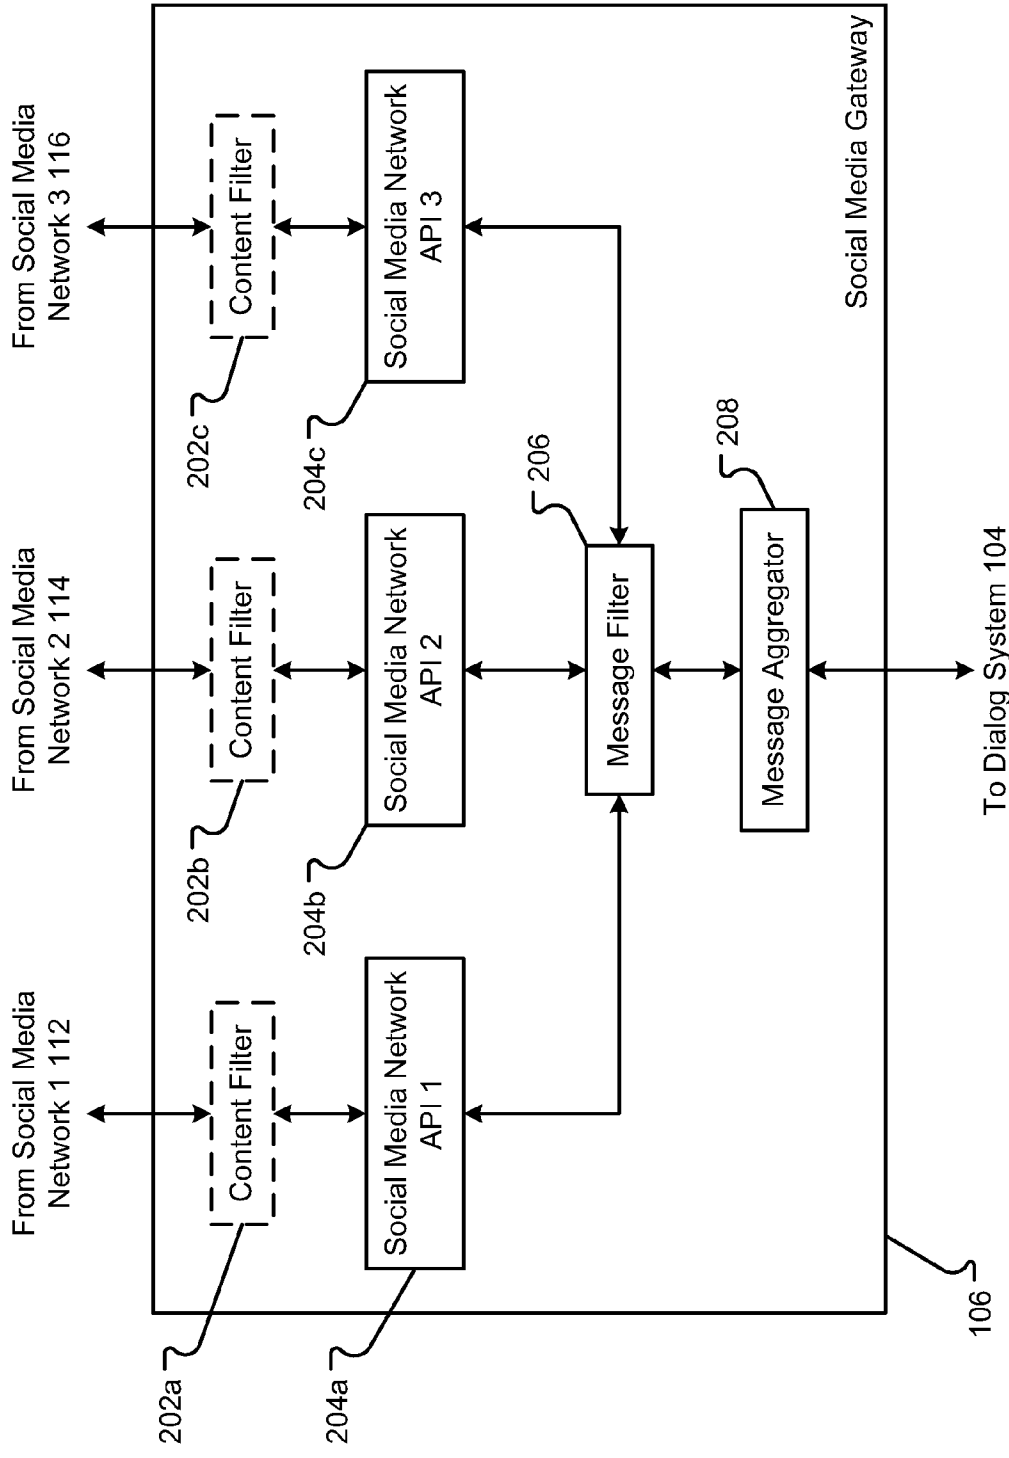 From Social Media
Network 1 112
From Social Media
Network 2 114
From Social Media
Network 3 116
202a
Content Filter
202b
Content Filter
202c
Content Filter
204a
Social Media Network
API 1
204b
Social Media Network
API 2
204c
Social Media Network
API 3
206
Message Filter
208
Message Aggregator
Social Media Gateway
106
To Dialog System 104